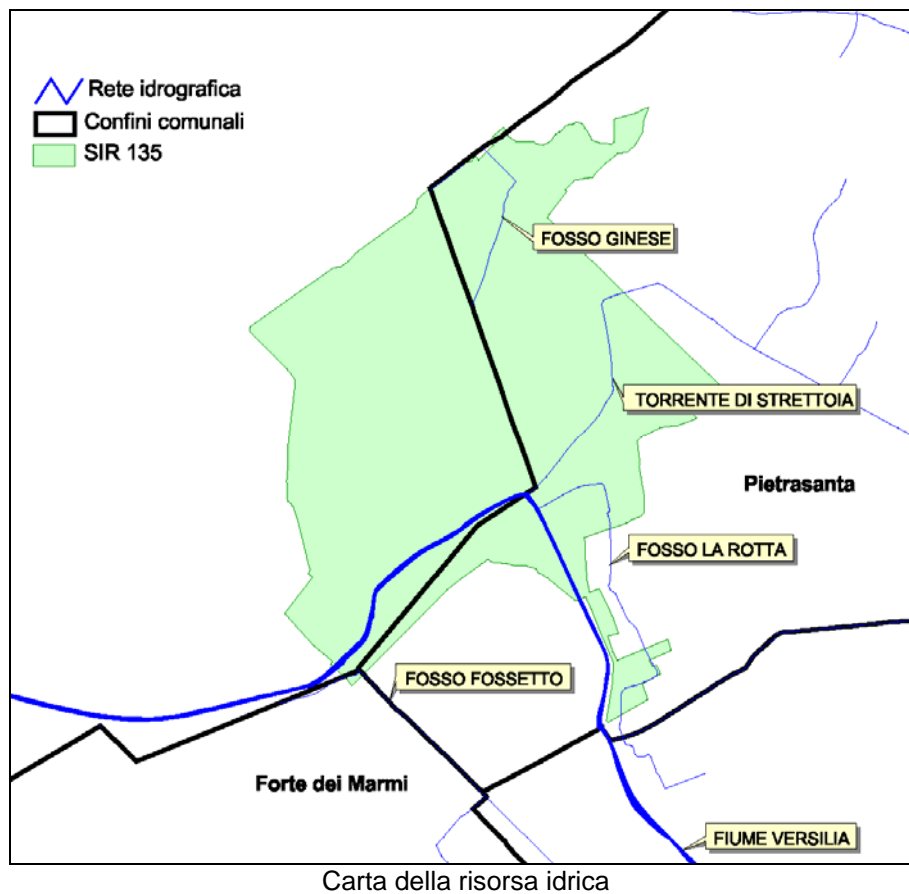 Rete idrografica
Confini comunali
SIR 135
FOSSO GINESE
TORRENTE DI STRETTOIA
Pietrasanta
FOSSO LA ROTTA
FOSSO FOSSETTO
Forte dei Marmi
FIUME VERSILIA
Carta della risorsa idrica